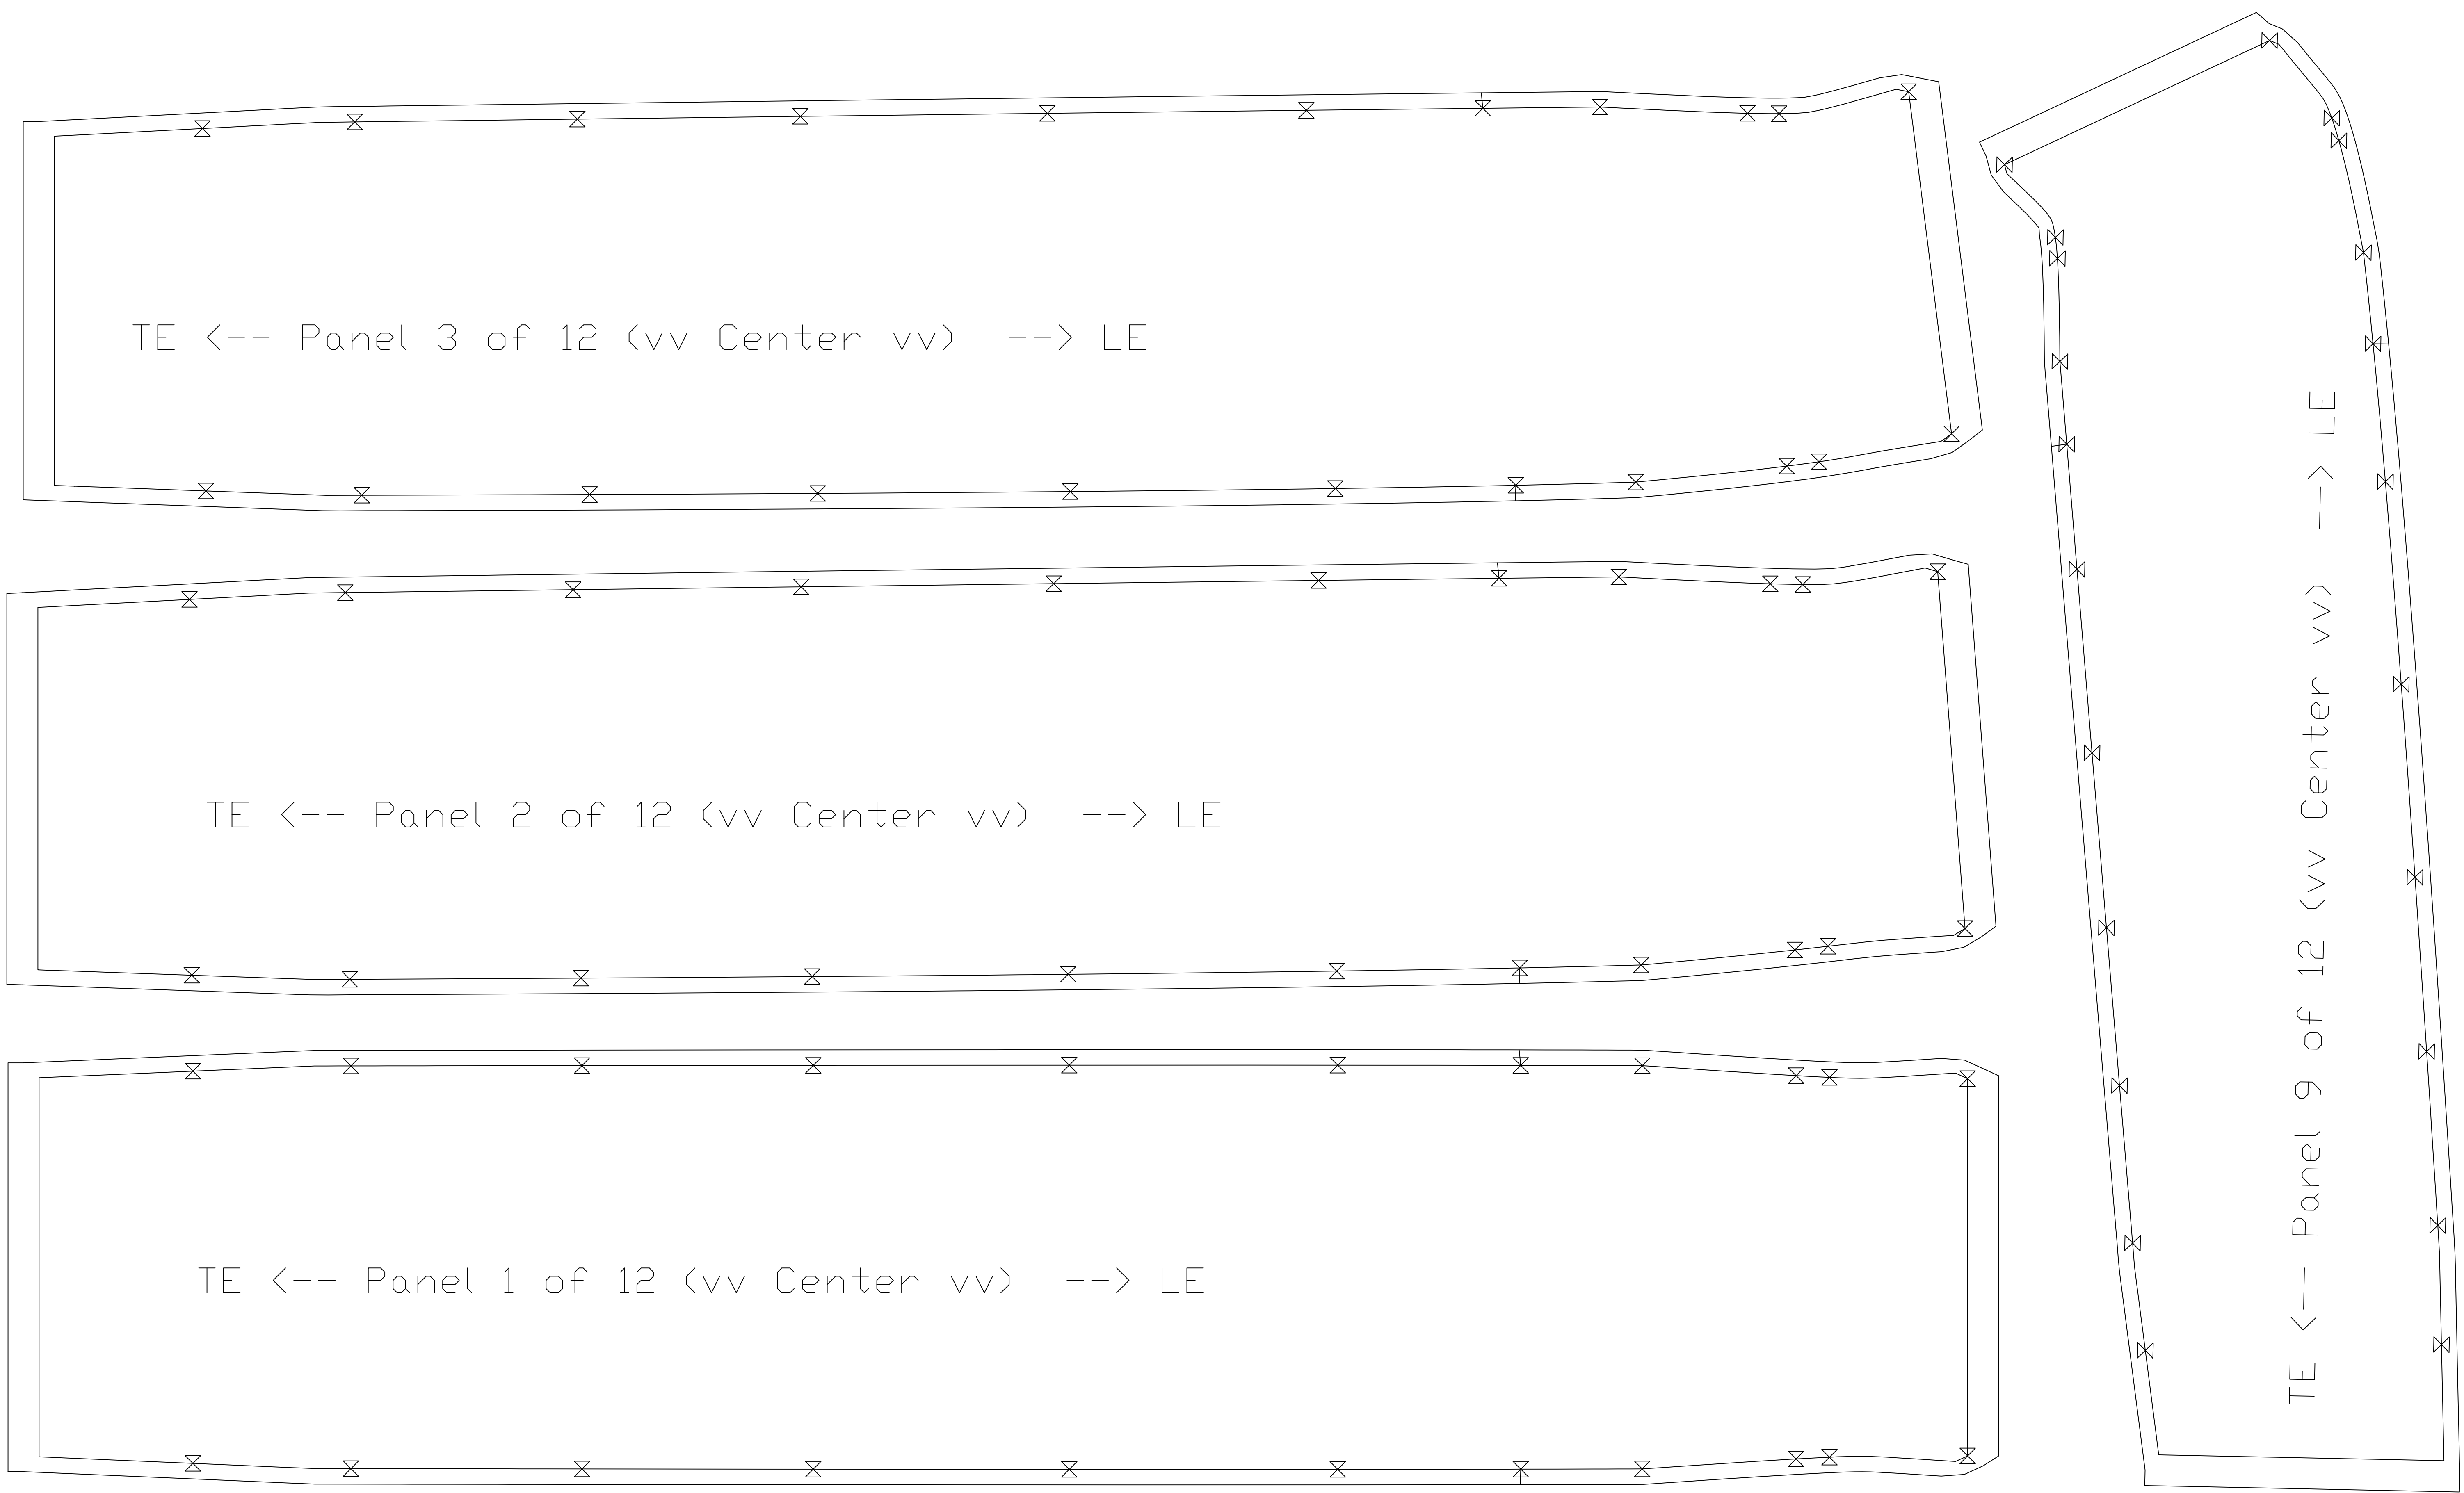 TE <-- Panel 3 of 12 (vv Center vv)  --> LE
TE <-- Panel 2 of 12 (vv Center vv)  --> LE
TE <-- Panel 1 of 12 (vv Center vv)  --> LE
TE <-- Panel 9 of 12 (vv Center vv)  --> LE